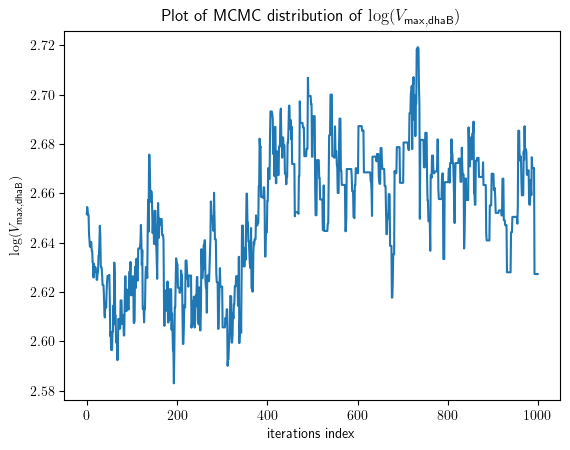 Plot of MCMC distribution of log(V_max,dhaB)
log(V_max,dhaB)
2.72
2.70
2.68
2.66
2.64
2.62
2.60
2.58
0 200 400 600 800 1000
iterations index